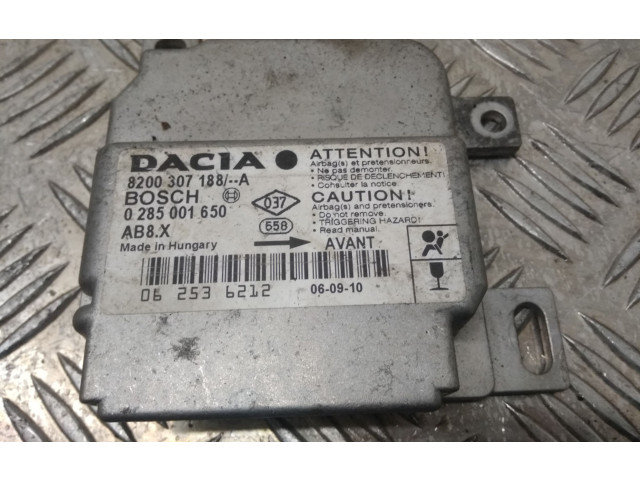 DACIA
8200 307 188/--A
BOSCH
0 285 001 650
AB8.X
Made in Hungary
037
558
AVANT
ATTENTION!
Airbag(s) et pretensionneurs.
• Ne pas demonter.
• RISQUE DE DECLENCHEMENT!
• Consulter la notice.
CAUTION!
Airbag(s) and pretensioners.
• Do not remove.
• TRIGGERING HAZARD!
• Read manual.
06 253 6212
06-09-10